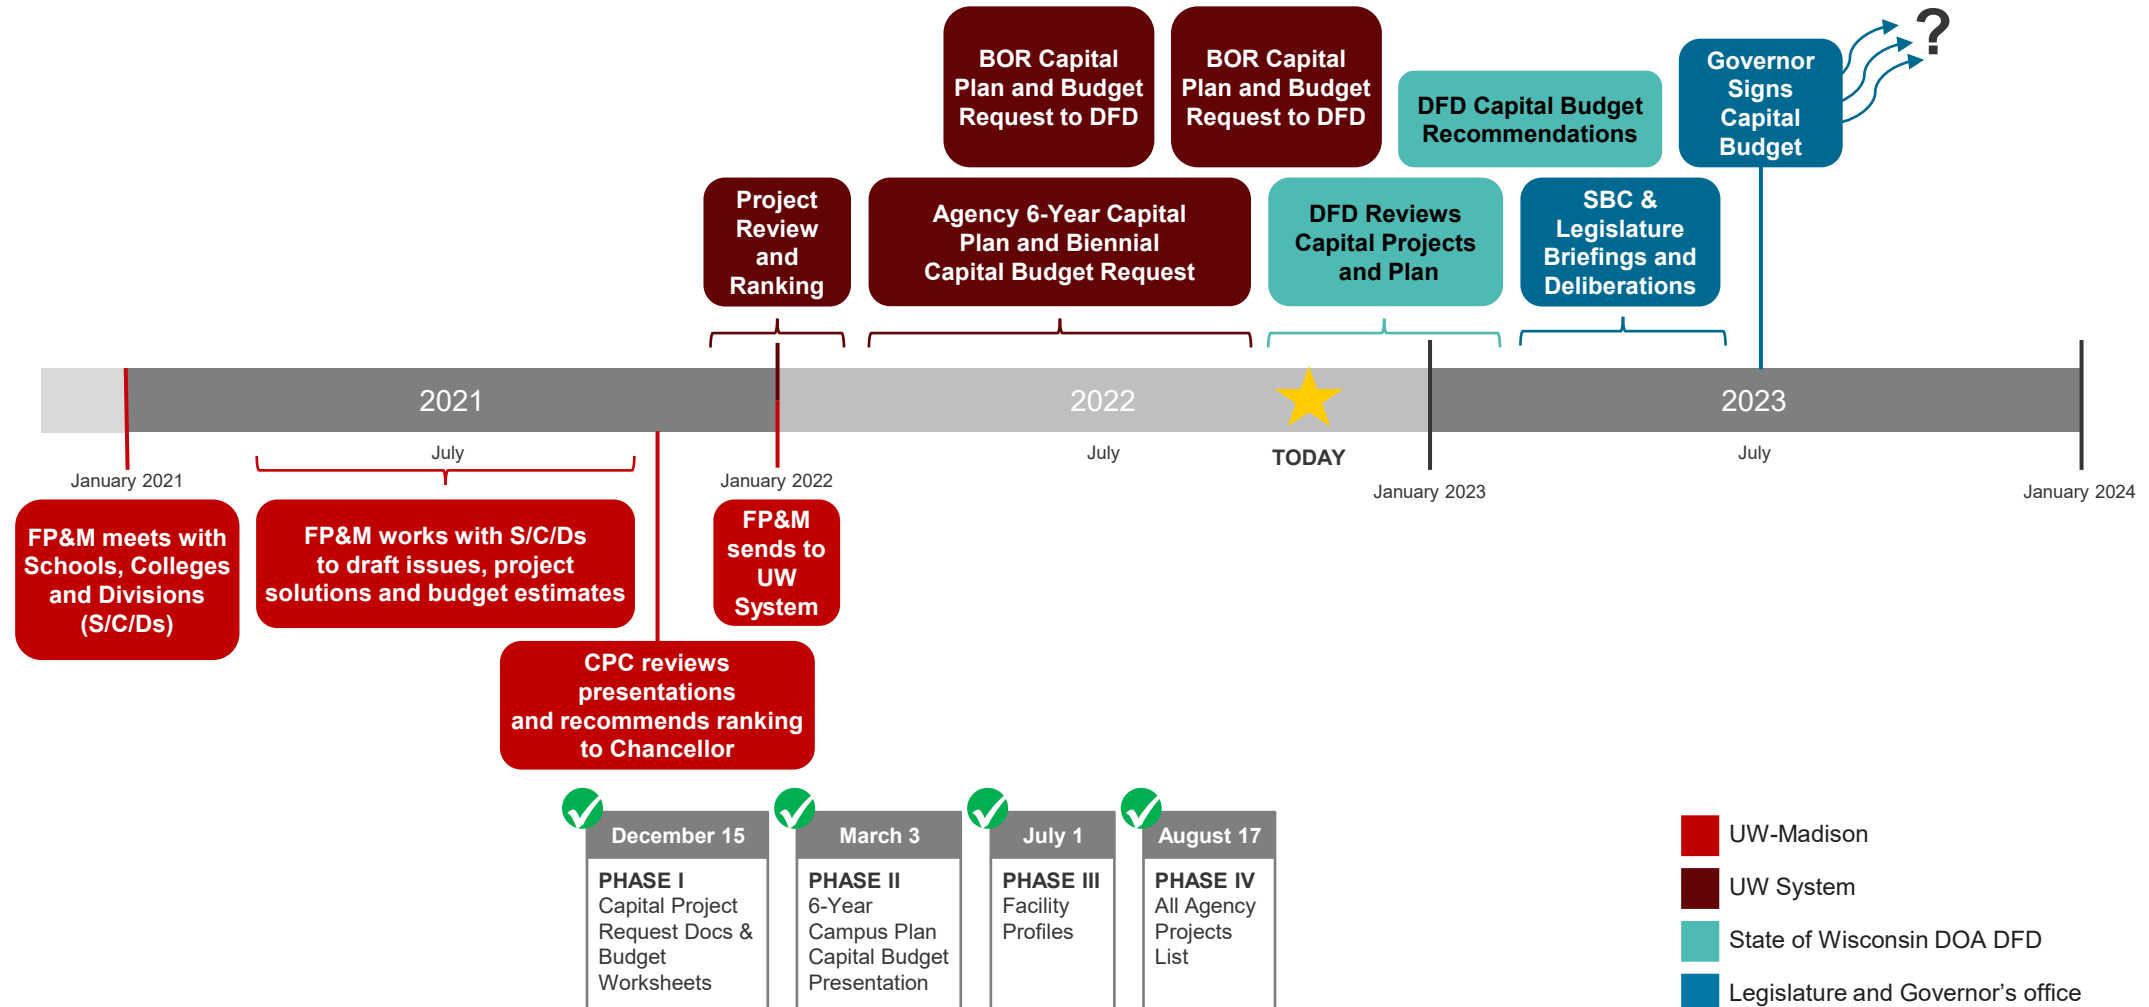 BOR Capital
Plan and Budget
Request to DFD
BOR Capital
Plan and Budget
Request to DFD
DFD Capital Budget
Recommendations
Governor
Signs
Capital
Budget
?
Project
Review
and
Ranking
Agency 6-Year Capital
Plan and Biennial
Capital Budget Request
DFD Reviews
Capital Projects
and Plan
SBC &
Legislature
Briefings and
Deliberations
2021
2022
2023
July
July
TODAY
July
January 2021
January 2022
January 2023
January 2024
FP&M meets with
Schools, Colleges
and Divisions
(S/C/Ds)
FP&M works with S/C/Ds
to draft issues, project
solutions and budget estimates
FP&M
sends to
UW
System
CPC reviews
presentations
and recommends ranking
to Chancellor
December 15
PHASE I
Capital Project
Request Docs &
Budget
Worksheets
March 3
PHASE II
6-Year
Campus Plan
Capital Budget
Presentation
July 1
PHASE III
Facility
Profiles
August 17
PHASE IV
All Agency
Projects
List
UW-Madison
UW System
State of Wisconsin DOA DFD
Legislature and Governor's office